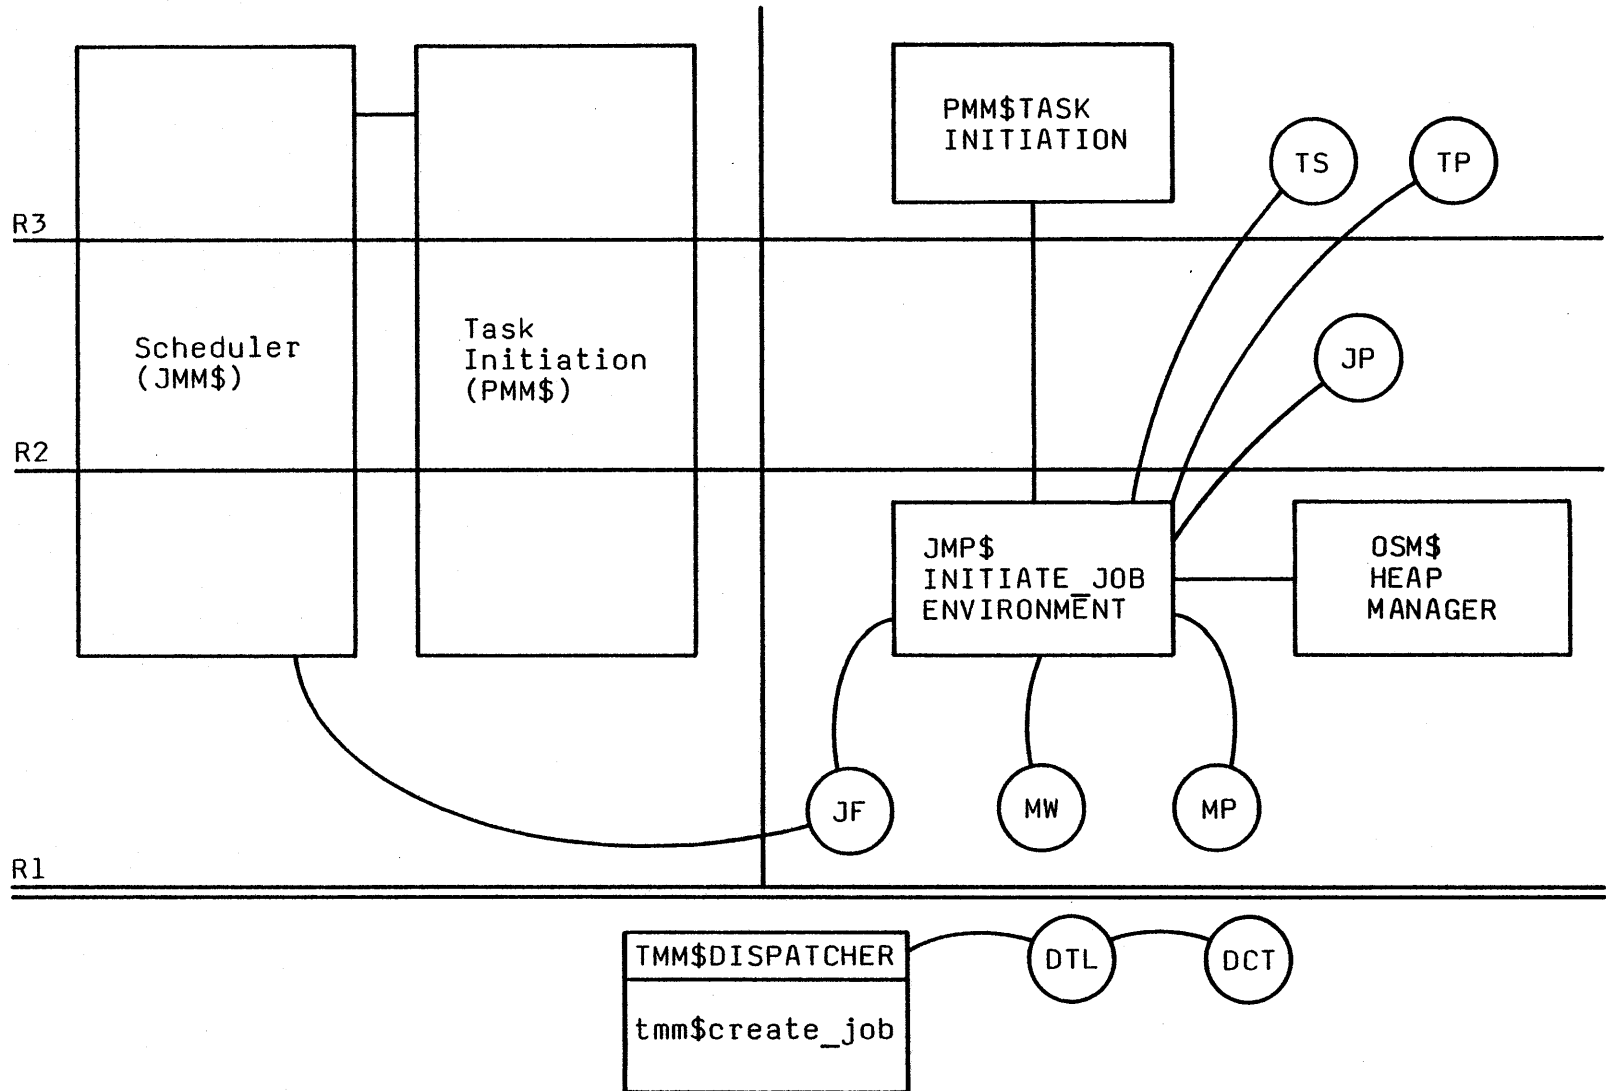 PMM$TASK
INITIATION
TS
TP
R3
Scheduler
(JMM$)
Task
Initiation
(PMM$)
JP
R2
JMP$
INITIATE_JOB
ENVIRONMENT
OSM$
HEAP
MANAGER
JF
MW
MP
R1
TMM$DISPATCHER
DTL
DCT
tmm$create_job